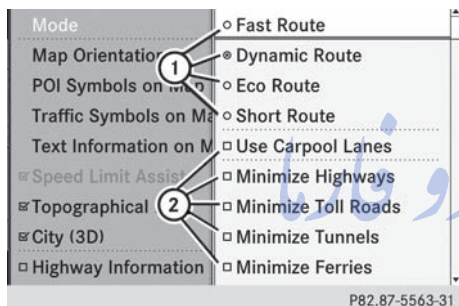 Mode
Map Orientation
POI Symbols on Map
Traffic Symbols on Ma
Text Information on M
Speed Limit Assist
Topographical
City (3D)
Highway Information
1
2
Fast Route
Dynamic Route
Eco Route
Short Route
Use Carpool Lanes
Minimize Highways
Minimize Toll Roads
Minimize Tunnels
Minimize Ferries
P82.87-5563-31